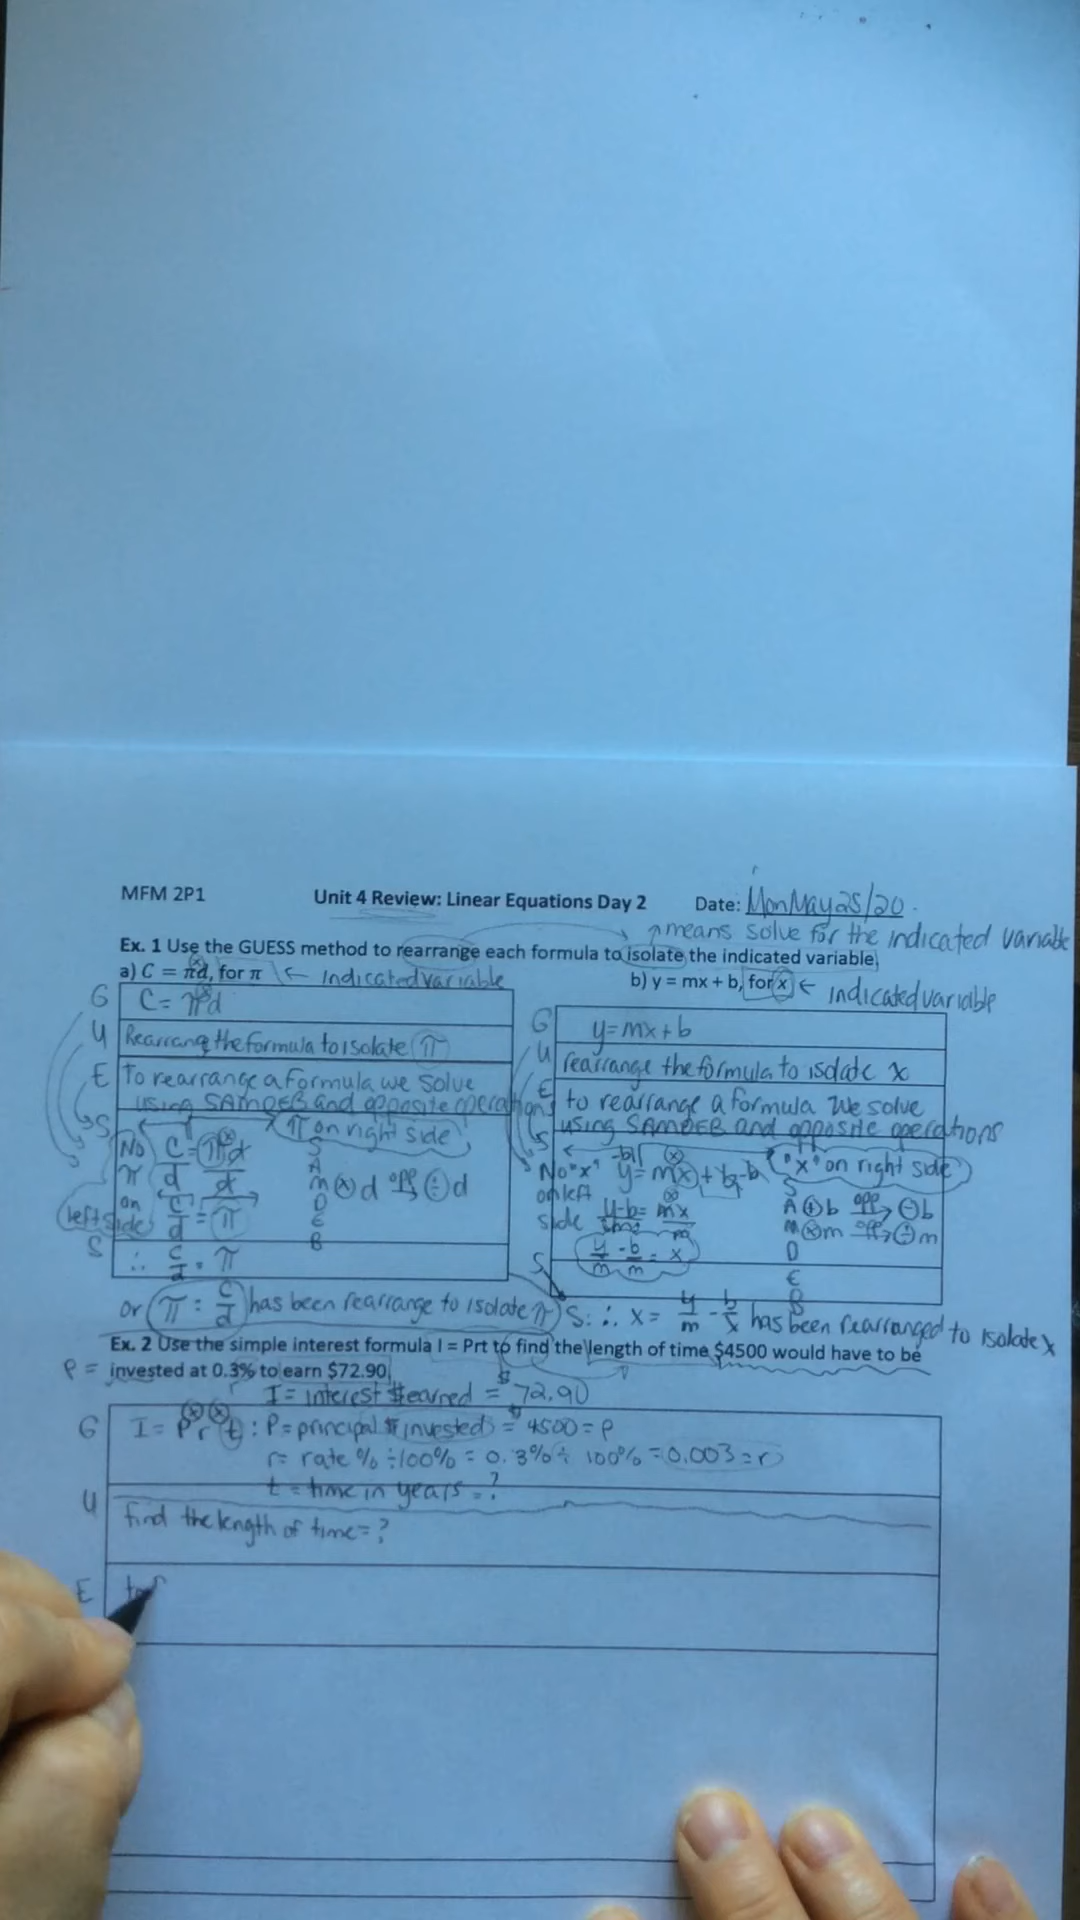 MFM 2P1 Unit 4 Review: Linear Equations Day 2 Date: Mon May 25/20.
means solve for the indicated variable
Ex. 1 Use the GUESS method to rearrange each formula to isolate the indicated variable.
a) C = πd, for π ← Indicated variable
b) y = mx + b, for x ← indicated variable
G C=πd
U Rearrange the formula to isolate π
E To rearrange a formula we solve
using SAMDEB and opposite operations
S π on right side
No π on left side
C = πd
d d
C/d = π
S
A
M ⊗d opp ÷d
D
E
B
S ∴ C/d = π
or π = C/d has been rearrange to isolate π
G y=mx+b
U rearrange the formula to isolate x
E to rearrange a formula we solve
using SAMDEB and opposite operations
S "x" on right side
No "x" on left side
-b y = mx + b -b
y-b = mx
y/m - b/m = x
S
A ⊕b opp → ⊖b
M ⊗m opp → ÷m
D
E
B
S: ∴ x = y/m - b/x has been rearranged to isolate x
Ex. 2 Use the simple interest formula I = Prt to find the length of time $4500 would have to be
P = invested at 0.3% to earn $72.90.
I = interest $ earned = $72.90
G I = Prt : P = principal $ invested = $4500 = P
r = rate % ÷100% = 0.3% ÷ 100% = 0.003 = r
t = time in years = ?
U find the length of time = ?
E